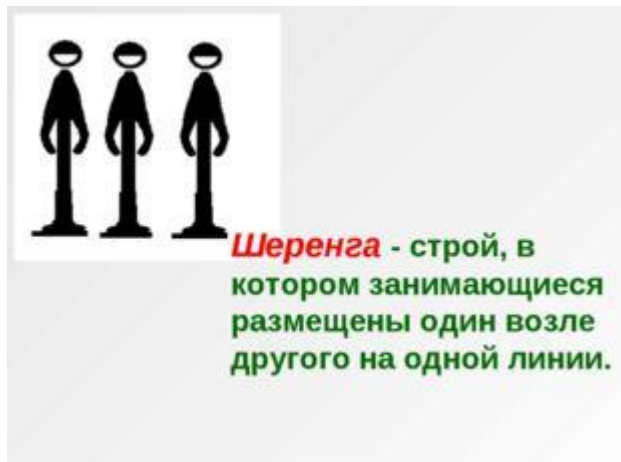 Шеренга - строй, в
котором занимающиеся
размещены один возле
другого на одной линии.